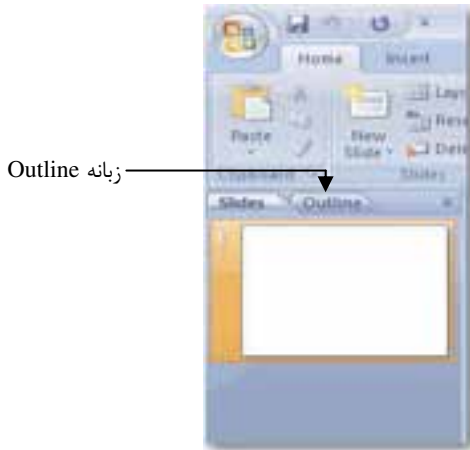 Home Insert
Paste
New
Slide
Slides
زبانه Outline
Slides Outline